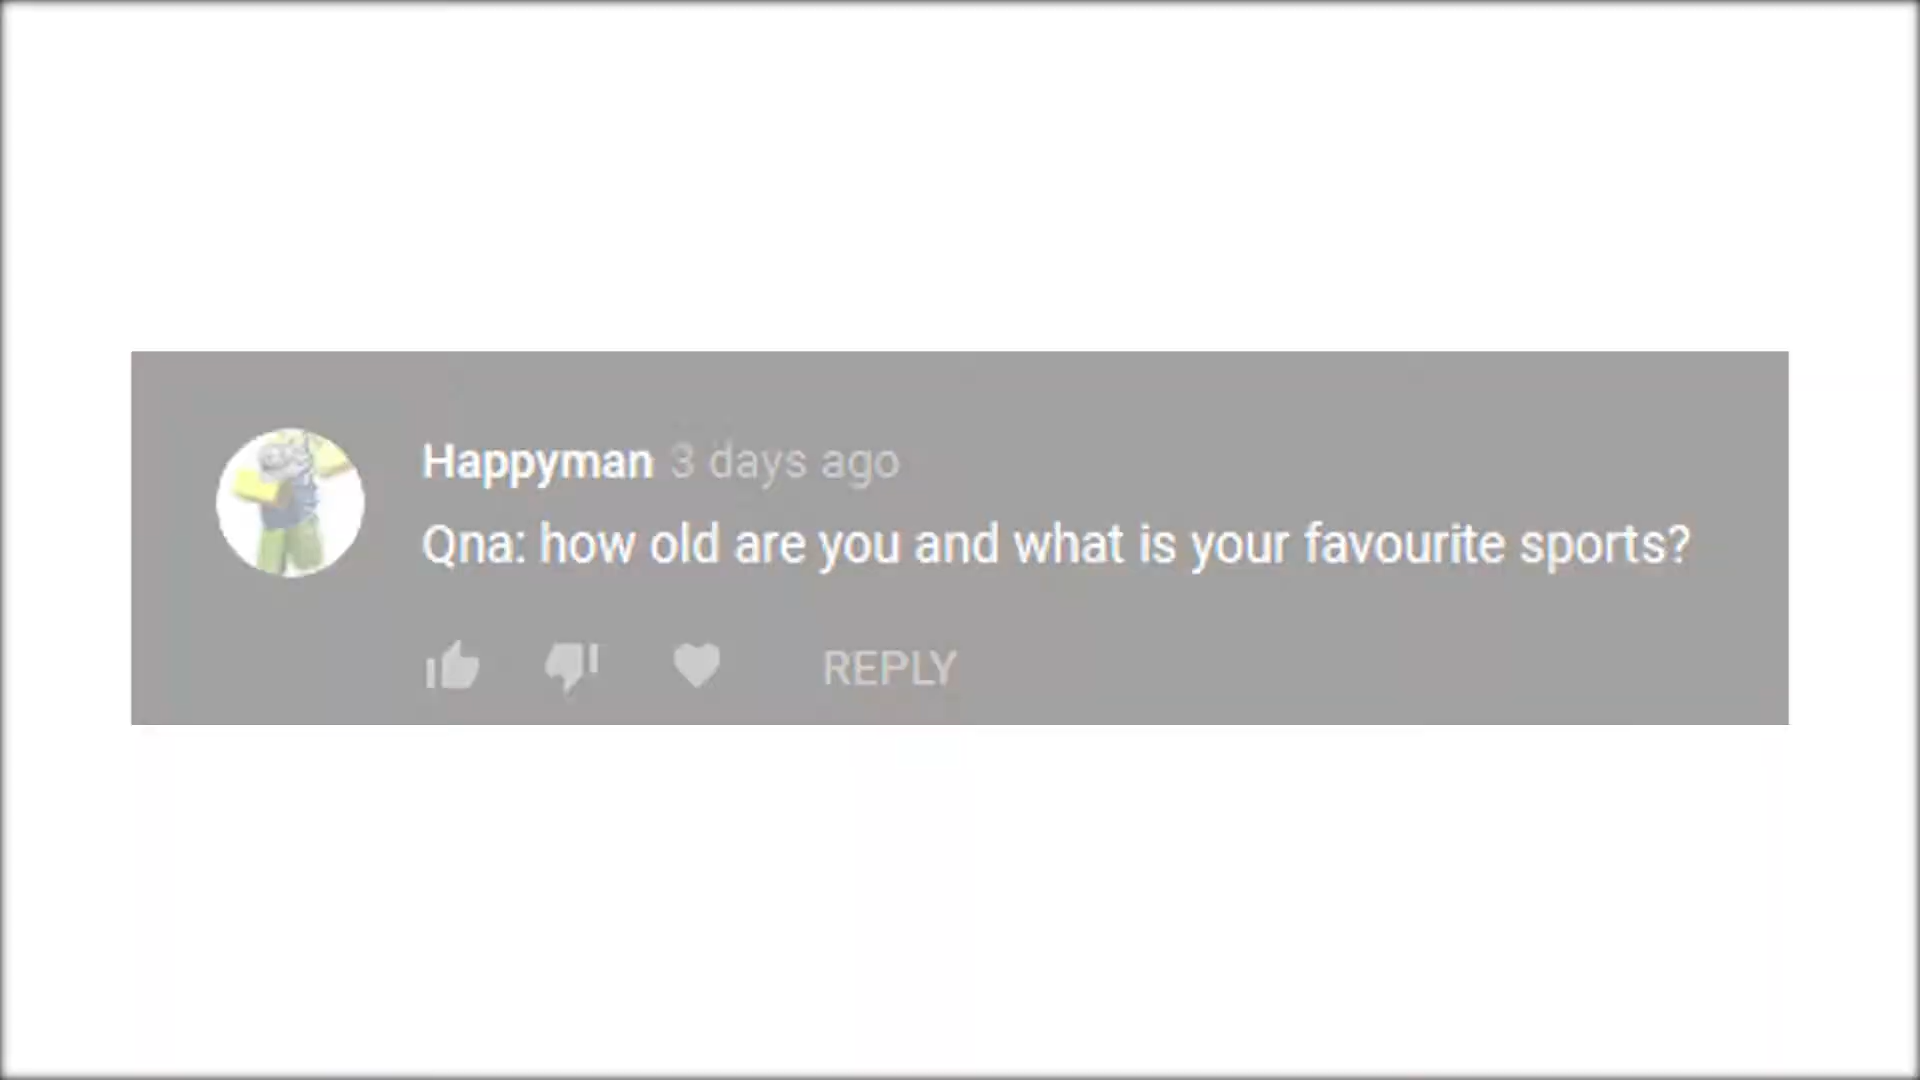 Happyman 3 days ago
Qna: how old are you and what is your favourite sports?
REPLY